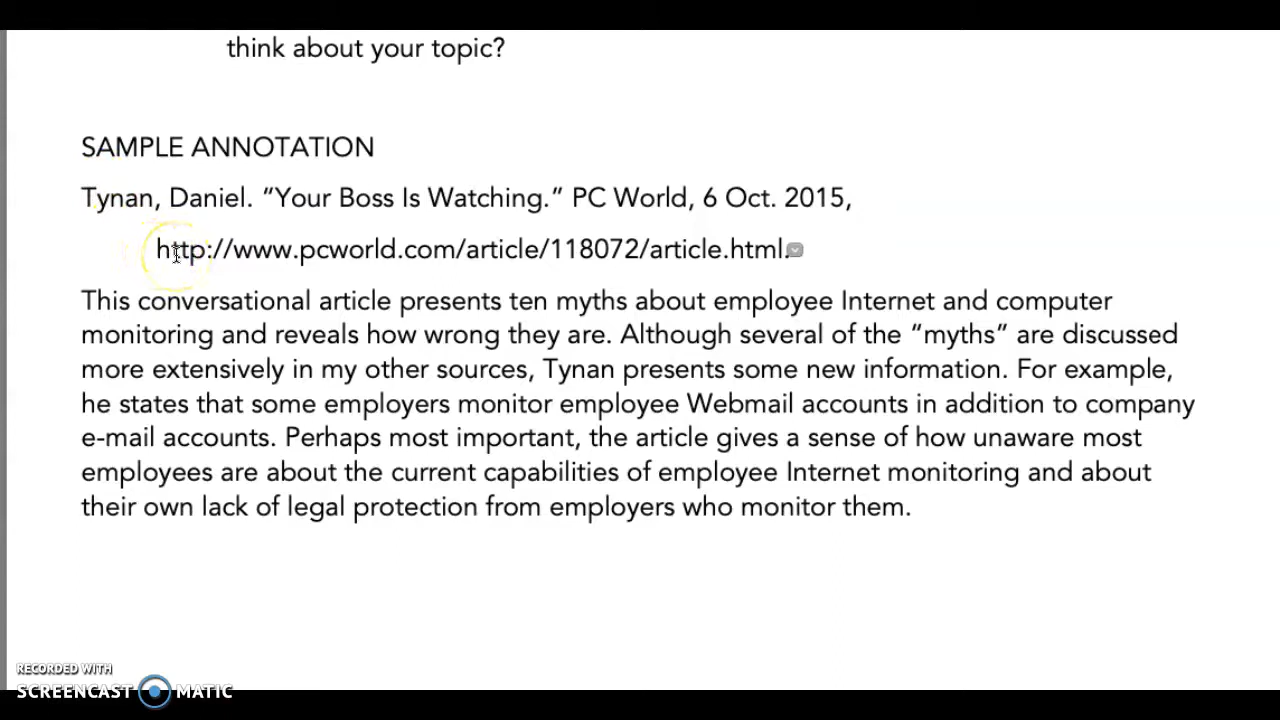 think about your topic?
SAMPLE ANNOTATION
Tynan, Daniel. “Your Boss Is Watching.” PC World, 6 Oct. 2015,
http://www.pcworld.com/article/118072/article.html.
This conversational article presents ten myths about employee Internet and computer
monitoring and reveals how wrong they are. Although several of the “myths” are discussed
more extensively in my other sources, Tynan presents some new information. For example,
he states that some employers monitor employee Webmail accounts in addition to company
e-mail accounts. Perhaps most important, the article gives a sense of how unaware most
employees are about the current capabilities of employee Internet monitoring and about
their own lack of legal protection from employers who monitor them.
RECORDED WITH
SCREENCAST MATIC